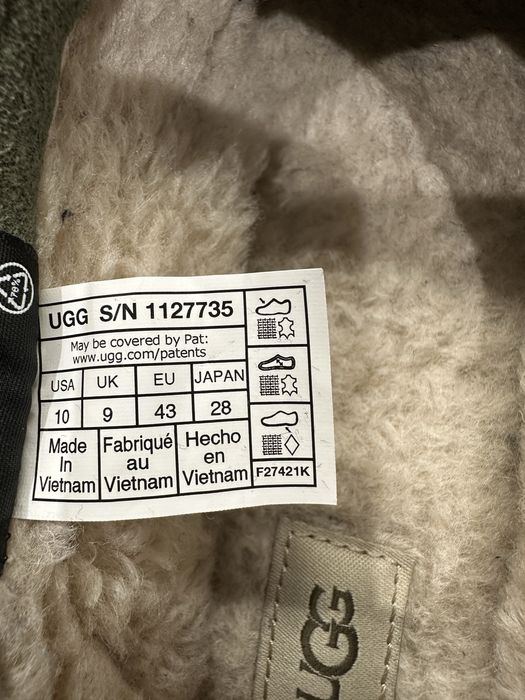 UGG S/N 1127735
May be covered by Pat:
www.ugg.com/patents
USA UK EU JAPAN
10 9 43 28
Made In Vietnam
Fabriqué au Vietnam
Hecho en Vietnam
F27421K
UGG